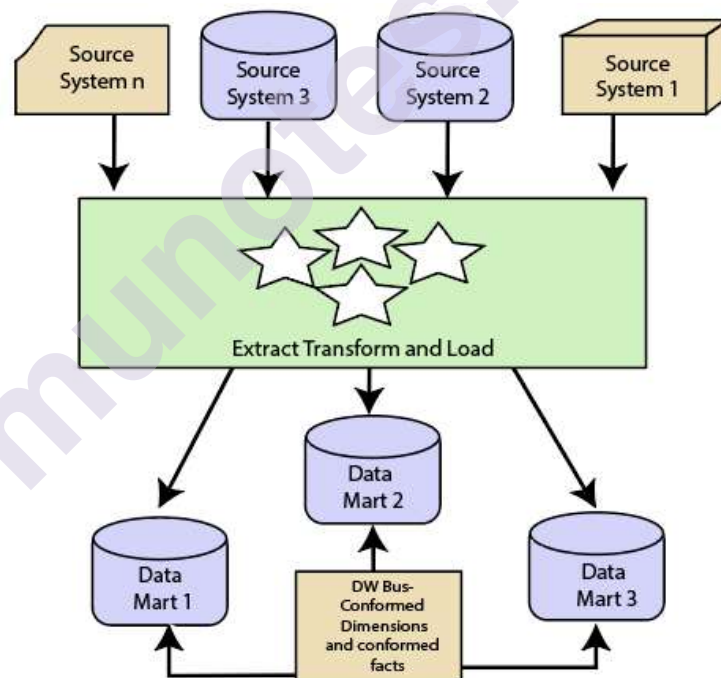 Source
System n
Source
System 3
Source
System 2
Source
System 1
Extract Transform and Load
Data
Mart 2
Data
Mart 1
Data
Mart 3
DW Bus-
Conformed
Dimensions
and conformed
facts
munotes.